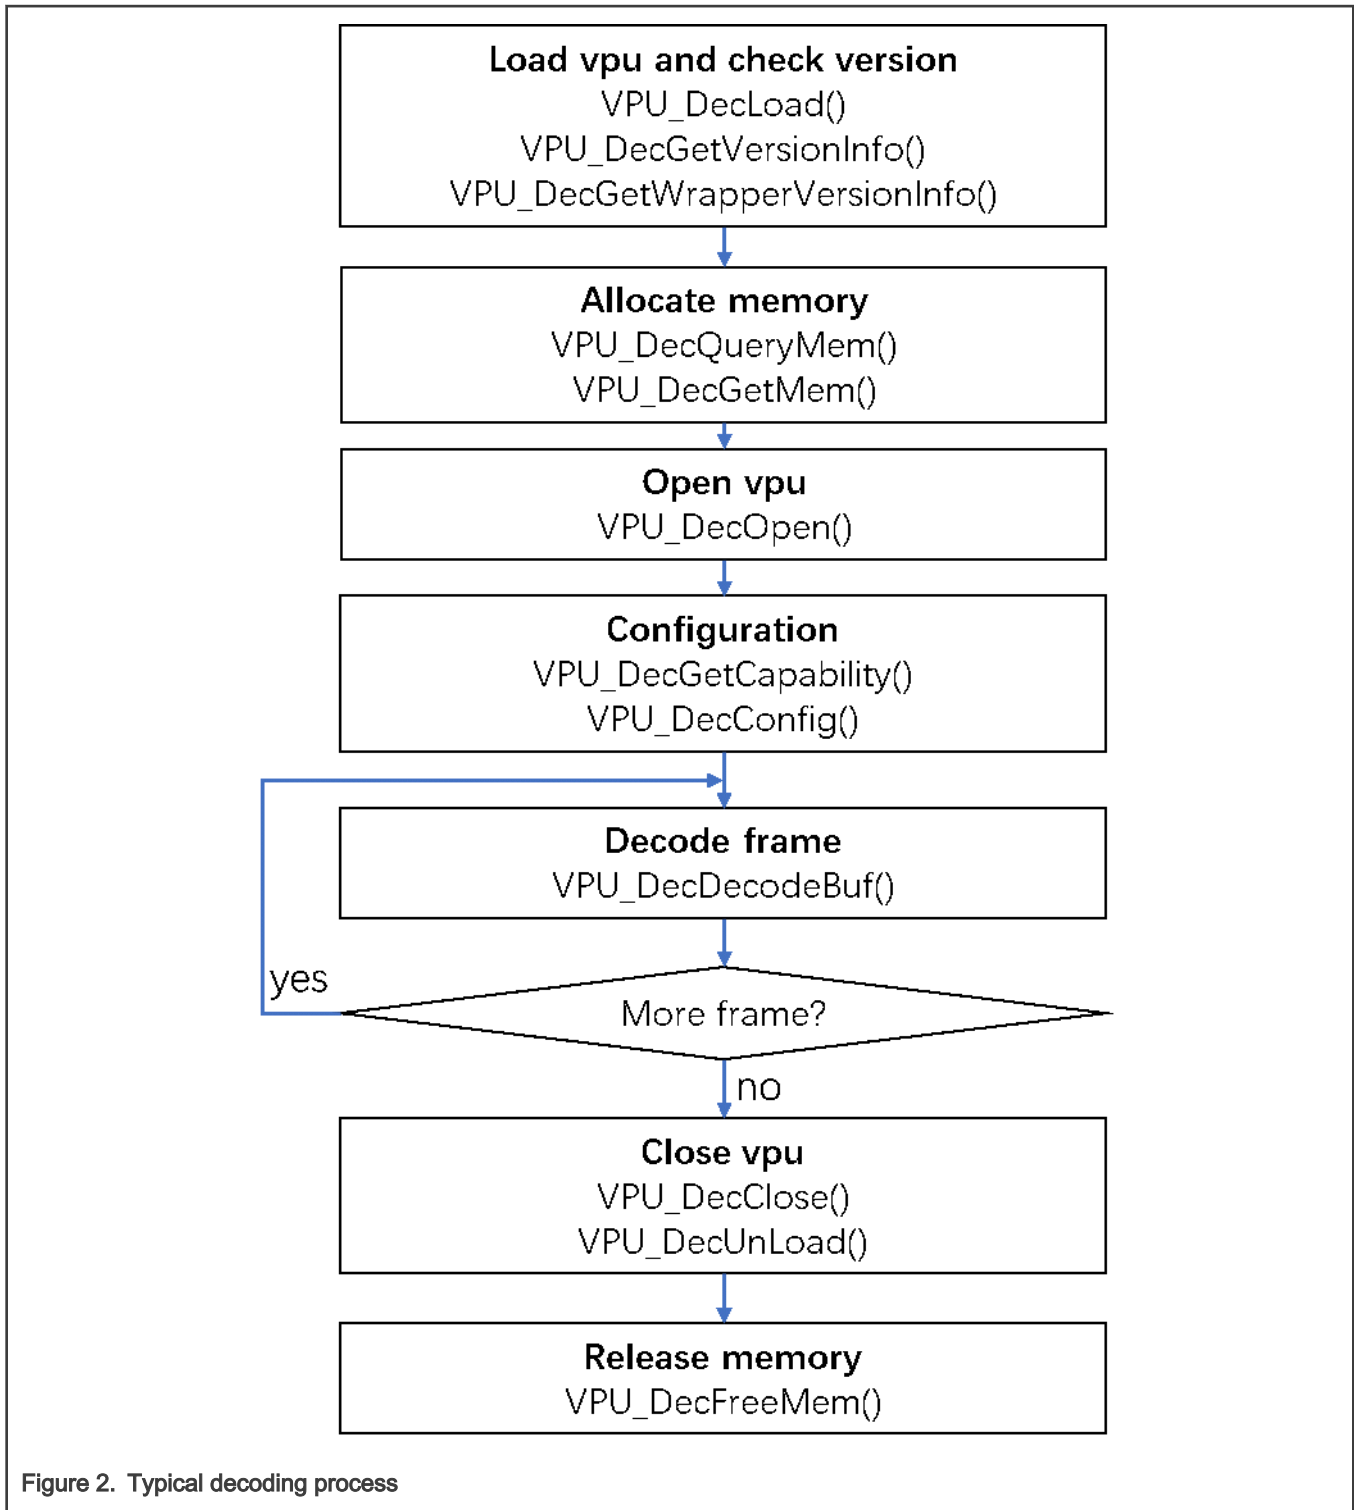 Load vpu and check version
VPU_DecLoad()
VPU_DecGetVersionInfo()
VPU_DecGetWrapperVersionInfo()
Allocate memory
VPU_DecQueryMem()
VPU_DecGetMem()
Open vpu
VPU_DecOpen()
Configuration
VPU_DecGetCapability()
VPU_DecConfig()
Decode frame
VPU_DecDecodeBuf()
yes
More frame?
no
Close vpu
VPU_DecClose()
VPU_DecUnLoad()
Release memory
VPU_DecFreeMem()
Figure 2. Typical decoding process